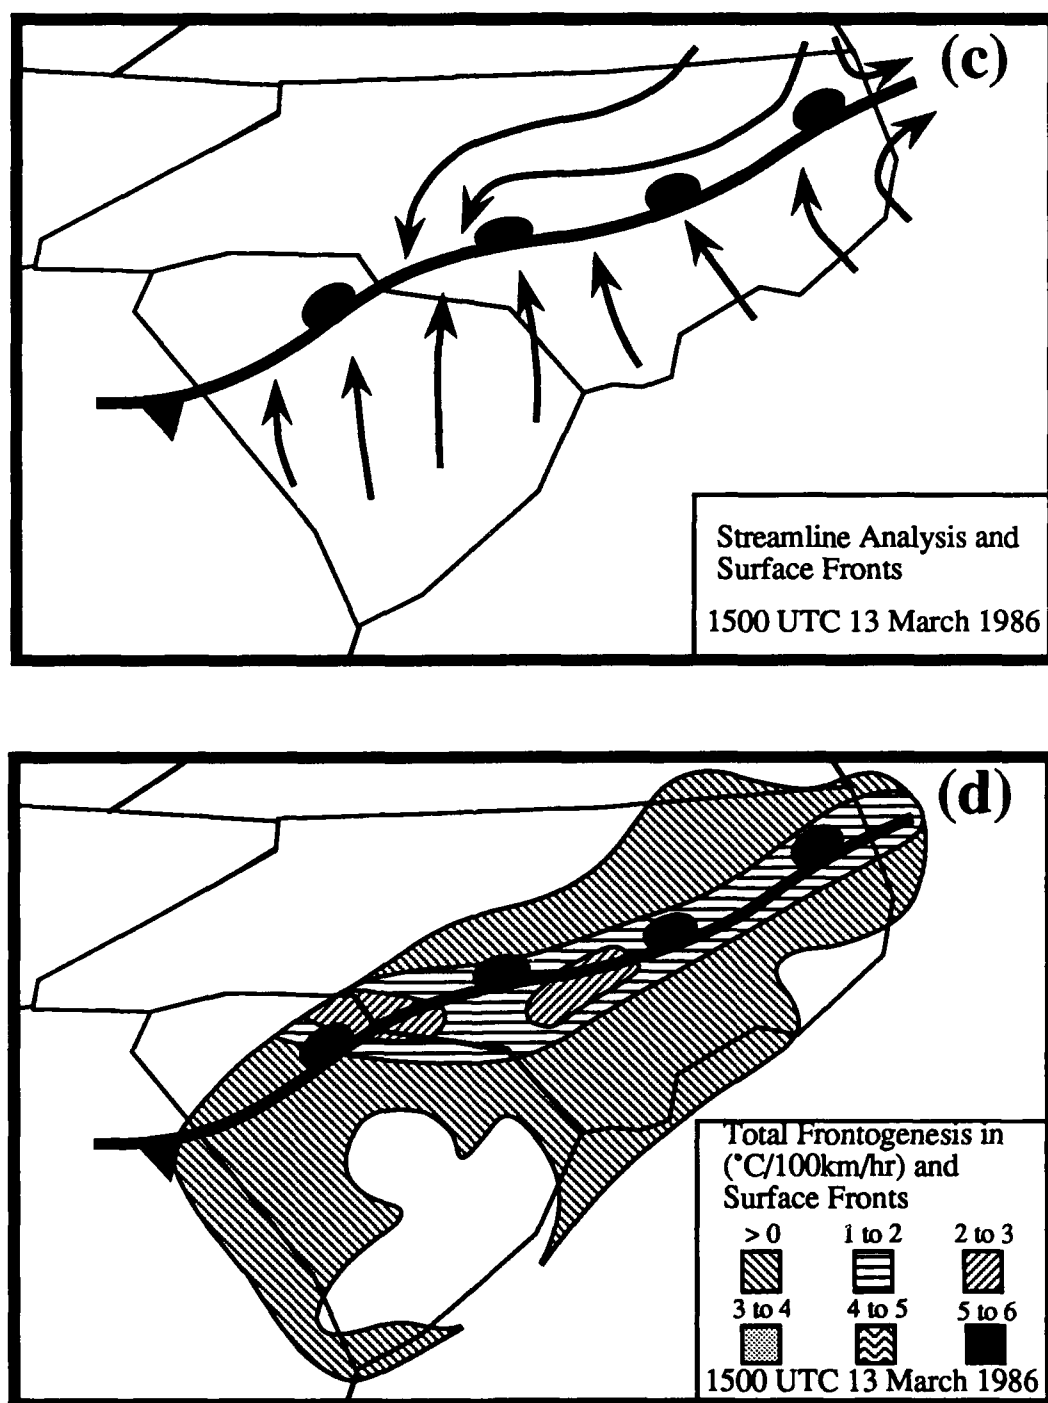 (c)
Streamline Analysis and
Surface Fronts
1500 UTC 13 March 1986
(d)
Total Frontogenesis in
(°C/100km/hr) and
Surface Fronts
> 0 1 to 2 2 to 3
3 to 4 4 to 5 5 to 6
1500 UTC 13 March 1986